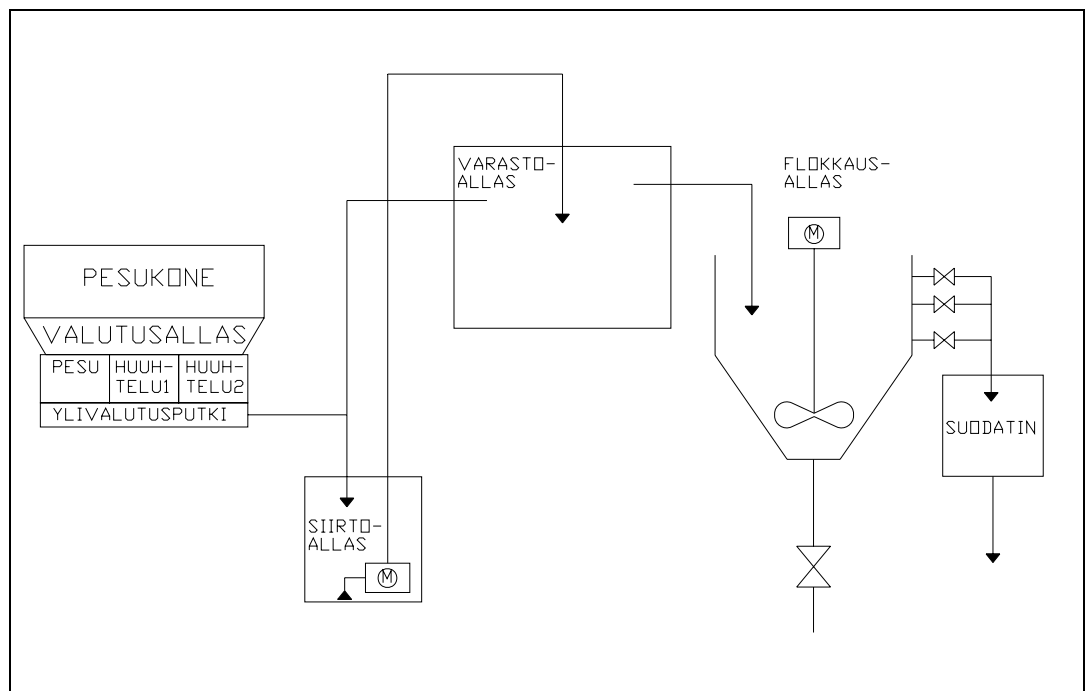 VARASTO-
ALLAS
FLOKKAUS-
ALLAS
M
PESUKONE
VALUTUSALLAS
PESU
HUUH-
TELU1
HUUH-
TELU2
YLIVALUTUSPUTKI
SUODATIN
SIIRTO-
ALLAS
M